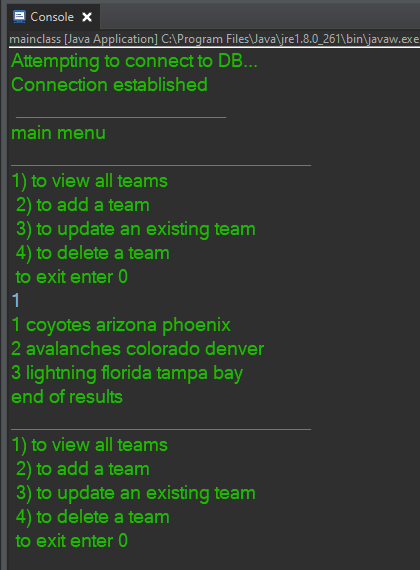 Console
mainclass [Java Application] C:\Program Files\Java\jre1.8.0_261\bin\javaw.exe
Attempting to connect to DB...
Connection established
_____________________
main menu
______________________________
1) to view all teams
2) to add a team
3) to update an existing team
4) to delete a team
to exit enter 0
1
1 coyotes arizona phoenix
2 avalanches colorado denver
3 lightning florida tampa bay
end of results
______________________________
1) to view all teams
2) to add a team
3) to update an existing team
4) to delete a team
to exit enter 0